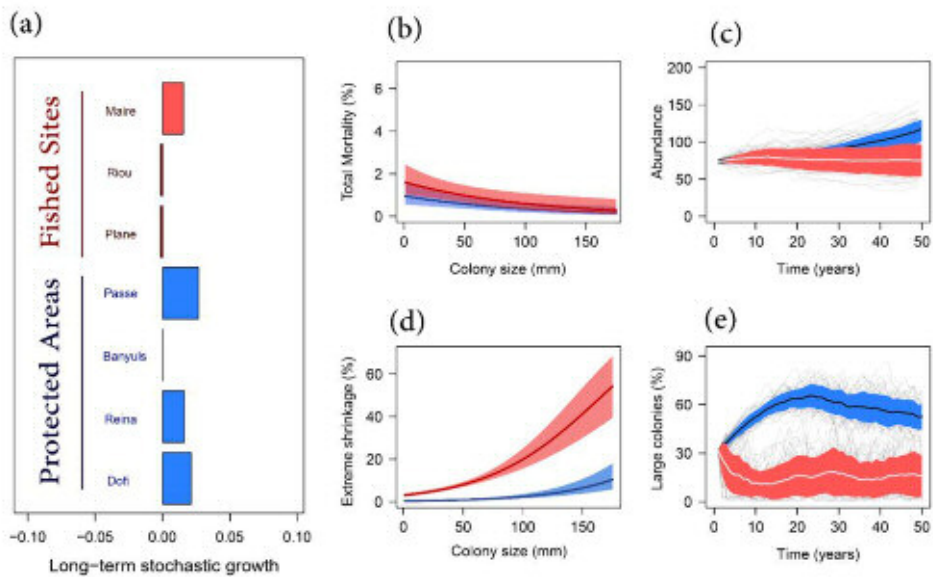 (a)
Fished Sites
Protected Areas
Maire
Riou
Plane
Passe
Banyuls
Reina
Dofi
−0.10 −0.05 0.00 0.05 0.10
Long−term stochastic growth
(b)
Total Mortality (%)
6
4
2
0
0 50 100 150
Colony size (mm)
(c)
Abundance
200
150
100
50
0
0 10 20 30 40 50
Time (years)
(d)
Extreme shrinkage (%)
60
40
20
0
0 50 100 150
Colony size (mm)
(e)
Large colonies (%)
90
60
30
0
0 10 20 30 40 50
Time (years)